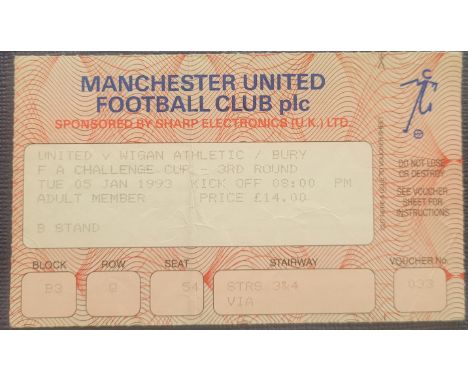 MANCHESTER UNITED
FOOTBALL CLUB plc
SPONSORED BY SHARP ELECTRONICS (U.K.) LTD.
UNITED v WIGAN ATHLETIC / BURY
F A CHALLENGE CUP - 3RD ROUND
TUE 05 JAN 1993 KICK OFF 08:00 PM
ADULT MEMBER PRICE £14.00
B STAND
DO NOT LOSE
OR DESTROY
SEE VOUCHER
SHEET FOR
INSTRUCTIONS
BLOCK ROW SEAT STAIRWAY VOUCHER No
B3 54 STRS 3&4 033
VIA